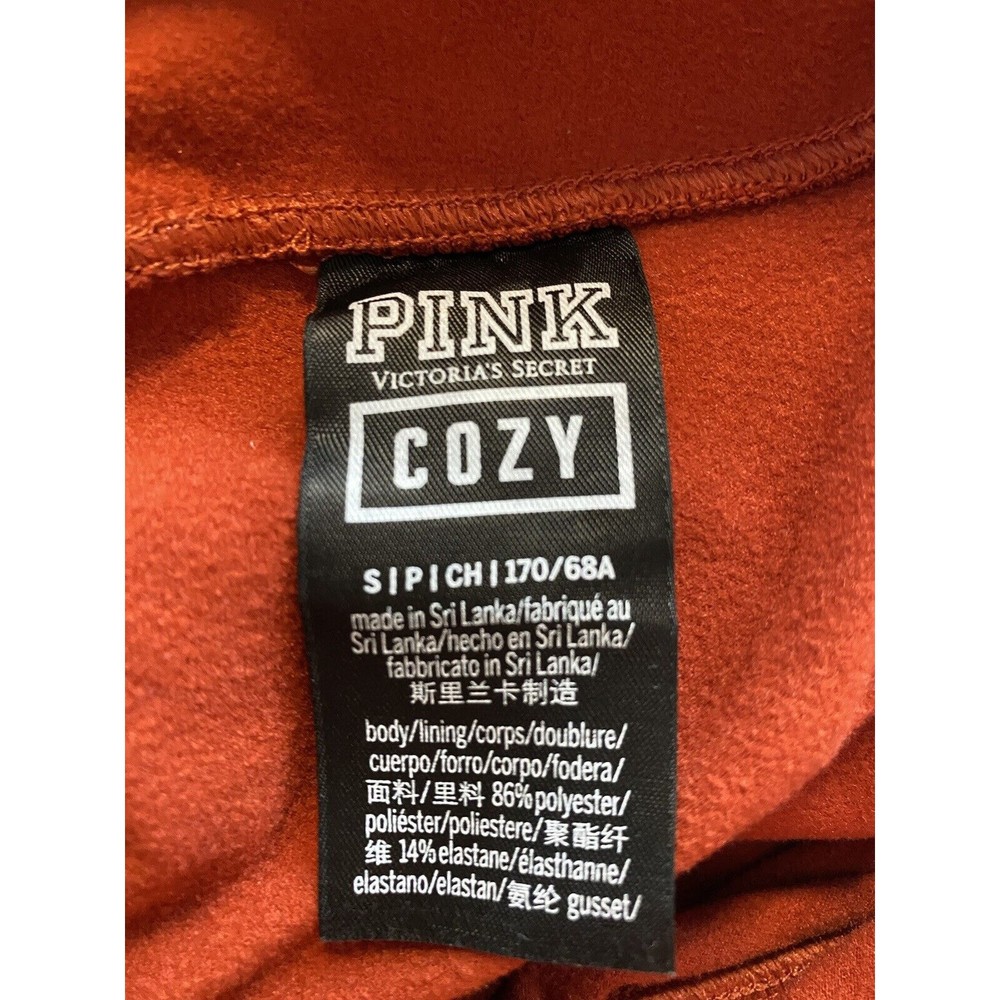 PINK
VICTORIA'S SECRET
COZY
S | P | CH | 170/68A
made in Sri Lanka/fabriqué au
Sri Lanka/hecho en Sri Lanka/
fabbricato in Sri Lanka/
斯里兰卡制造
body/lining/corps/doublure/
cuerpo/forro/corpo/fodera/
面料/里料 86% polyester/
poliéster/poliestere/聚酯纤
维 14% elastane/élasthanne/
elastano/elastan/氨纶 gusset/